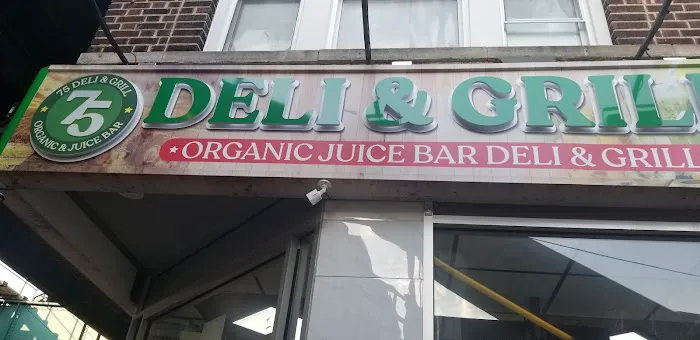 75 DELI & GRILL
75
ORGANIC & JUICE BAR
DELI & GRILL
ORGANIC JUICE BAR DELI & GRILL